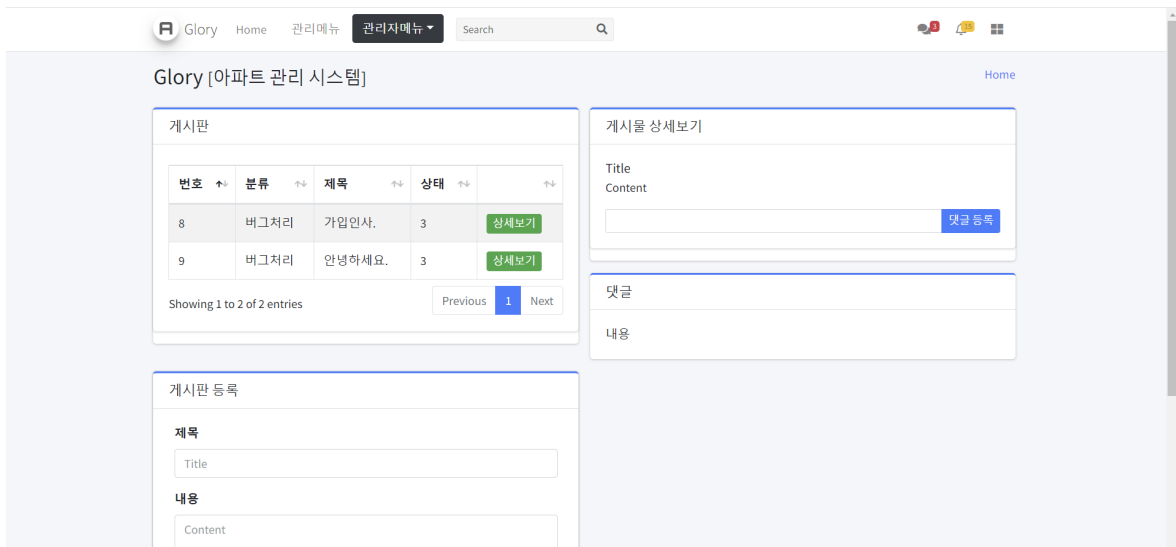 Glory Home 관리메뉴 관리자메뉴 Search 3 15
Glory [아파트 관리 시스템] Home
게시판
번호 분류 제목 상태
8 버그처리 가입인사. 3 상세보기
9 버그처리 안녕하세요. 3 상세보기
Showing 1 to 2 of 2 entries Previous 1 Next
게시판 등록
제목
Title
내용
Content
게시물 상세보기
Title
Content
댓글 등록
댓글
내용